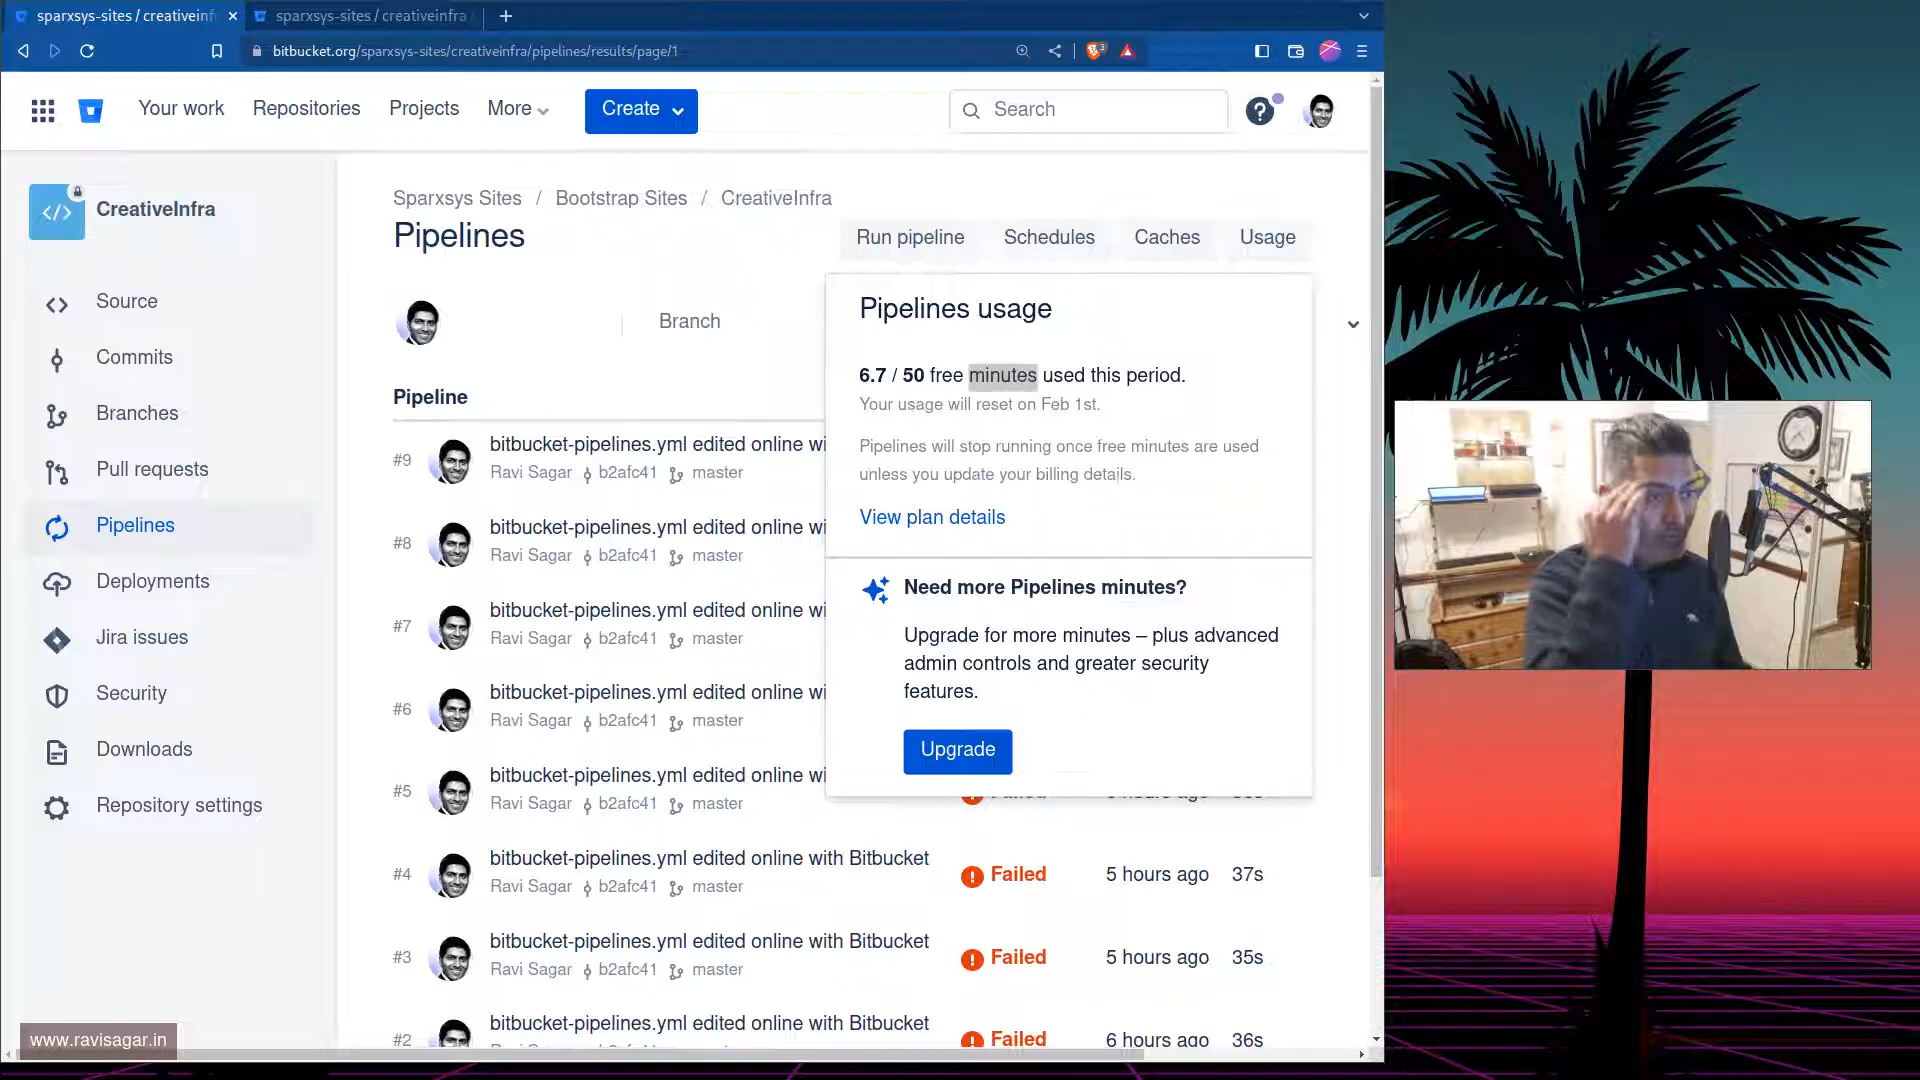 sparxsys-sites / creativeinf
sparxsys-sites / creativeinfra
bitbucket.org/sparxsys-sites/creativeinfra/pipelines/results/page/1
3
Your work
Repositories
Projects
More
Create
Search
CreativeInfra
Source
Commits
Branches
Pull requests
Pipelines
Deployments
Jira issues
Security
Downloads
Repository settings
Sparxsys Sites / Bootstrap Sites / CreativeInfra
Pipelines
Run pipeline
Schedules
Caches
Usage
Branch
Pipelines usage
6.7 / 50 free minutes used this period.
Your usage will reset on Feb 1st.
Pipelines will stop running once free minutes are used
unless you update your billing details.
View plan details
Need more Pipelines minutes?
Upgrade for more minutes – plus advanced
admin controls and greater security
features.
Upgrade
Pipeline
#9
bitbucket-pipelines.yml edited online wi
Ravi Sagar b2afc41 master
#8
bitbucket-pipelines.yml edited online wi
Ravi Sagar b2afc41 master
#7
bitbucket-pipelines.yml edited online wi
Ravi Sagar b2afc41 master
#6
bitbucket-pipelines.yml edited online wi
Ravi Sagar b2afc41 master
#5
bitbucket-pipelines.yml edited online wi
Ravi Sagar b2afc41 master
#4
bitbucket-pipelines.yml edited online with Bitbucket
Ravi Sagar b2afc41 master
Failed 5 hours ago 37s
#3
bitbucket-pipelines.yml edited online with Bitbucket
Ravi Sagar b2afc41 master
Failed 5 hours ago 35s
#2
bitbucket-pipelines.yml edited online with Bitbucket
Failed 6 hours ago 36s
www.ravisagar.in